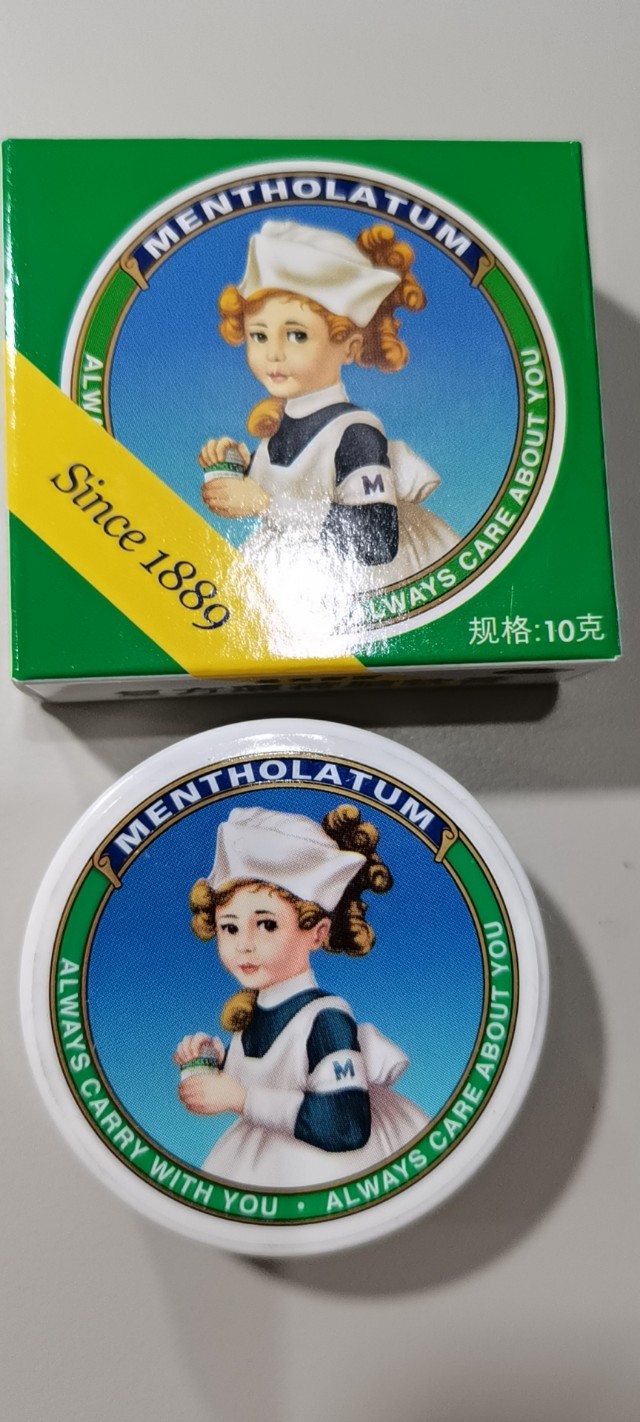 MENTHOLATUM
ALW
ALWAYS CARE ABOUT YOU
Since 1889
规格:10克
M
MENTHOLATUM
ALWAYS CARRY WITH YOU • ALWAYS CARE ABOUT YOU
M